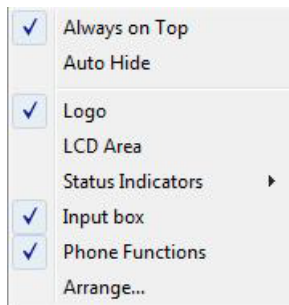 Always on Top
Auto Hide
Logo
LCD Area
Status Indicators
Input box
Phone Functions
Arrange...